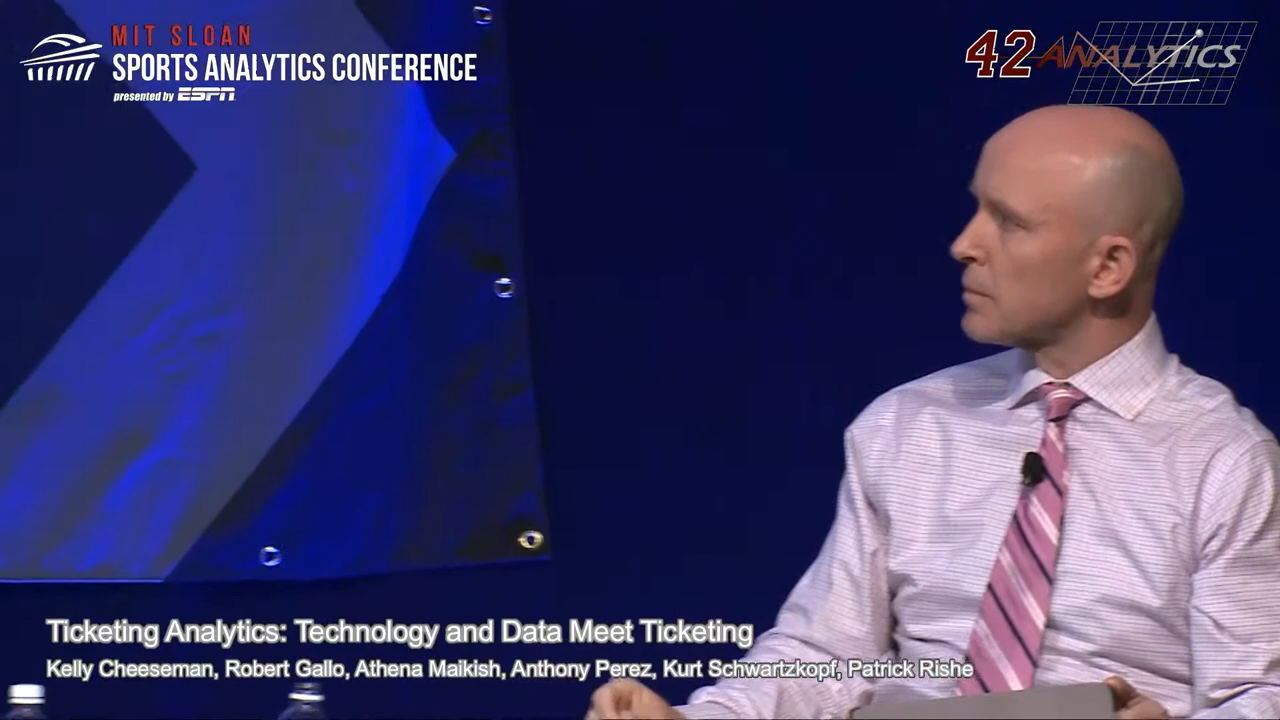 MIT SLOAN
SPORTS ANALYTICS CONFERENCE
presented by ESPN
42 ANALYTICS
Ticketing Analytics: Technology and Data Meet Ticketing
Kelly Cheeseman, Robert Gallo, Athena Maikish, Anthony Perez, Kurt Schwartzkopf, Patrick Rishe